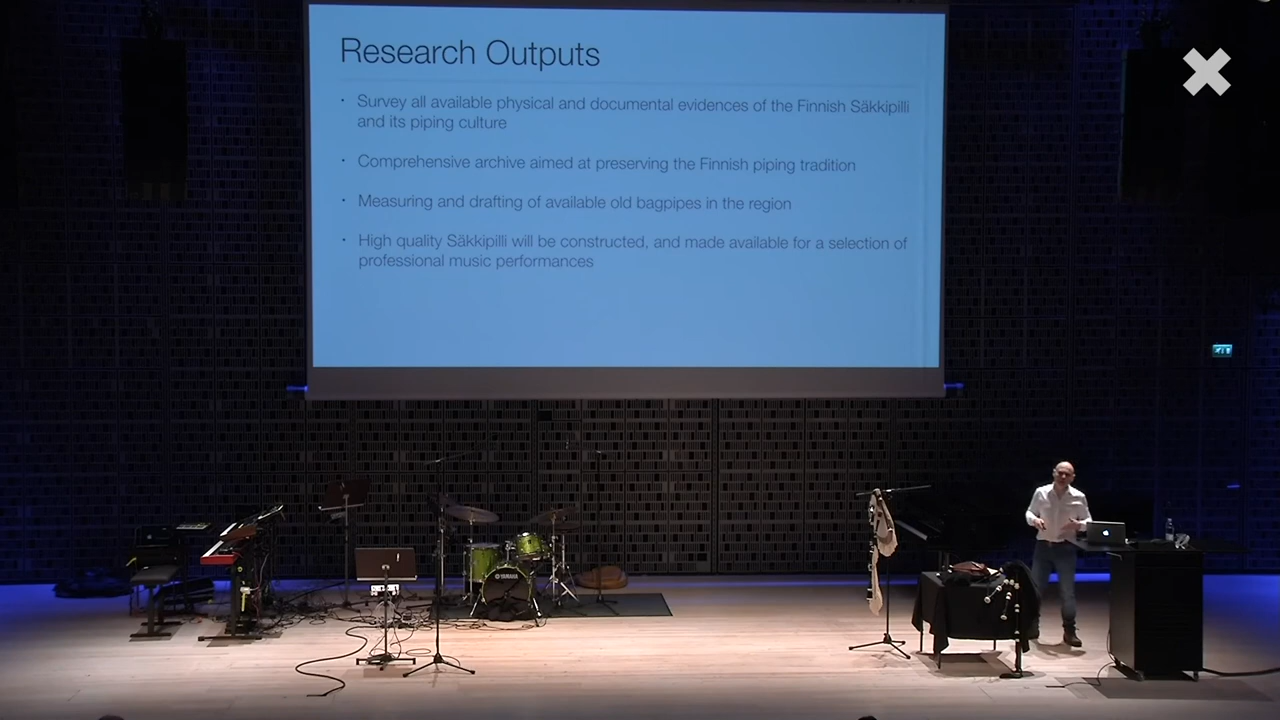 Research Outputs
· Survey all available physical and documental evidences of the Finnish Säkkipilli
and its piping culture
· Comprehensive archive aimed at preserving the Finnish piping tradition
· Measuring and drafting of available old bagpipes in the region
· High quality Säkkipilli will be constructed, and made available for a selection of
professional music performances
YAMAHA